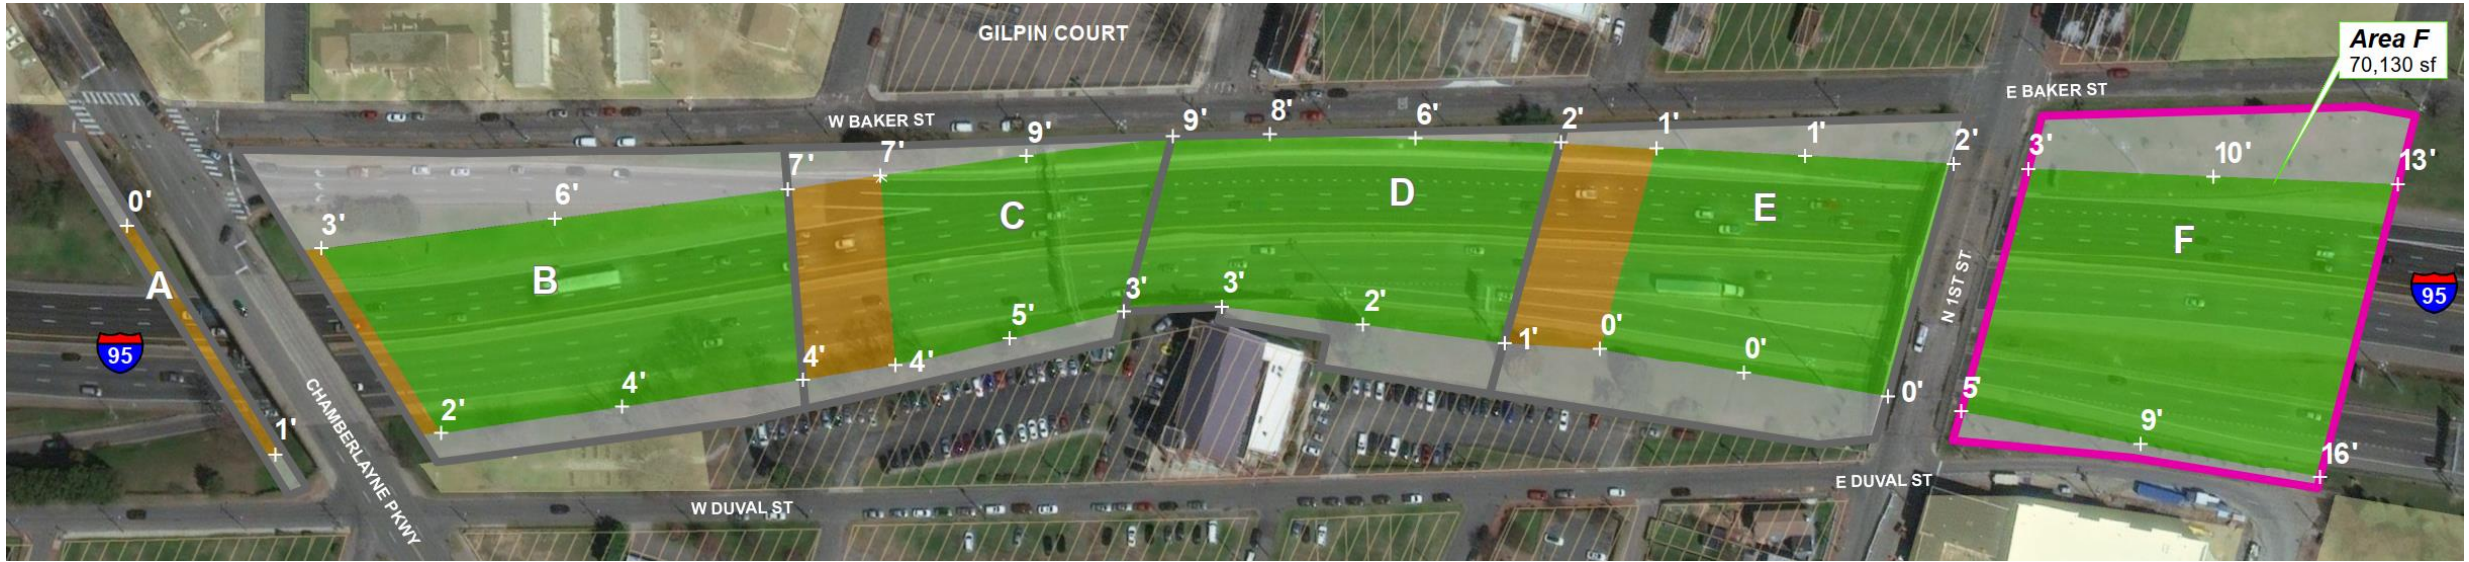 GILPIN COURT
Area F
70,130 sf
E BAKER ST
W BAKER ST
9'
8'
6'
2'
1'
1'
2'
3'
10'
13'
9'
7'
7'
6'
3'
0'
A
B
C
D
E
F
95
95
N 1ST ST
CHAMBERLAYNE PKWY
1'
2'
4'
4'
4'
5'
3'
3'
2'
1'
0'
0'
0'
5'
9'
16'
W DUVAL ST
E DUVAL ST